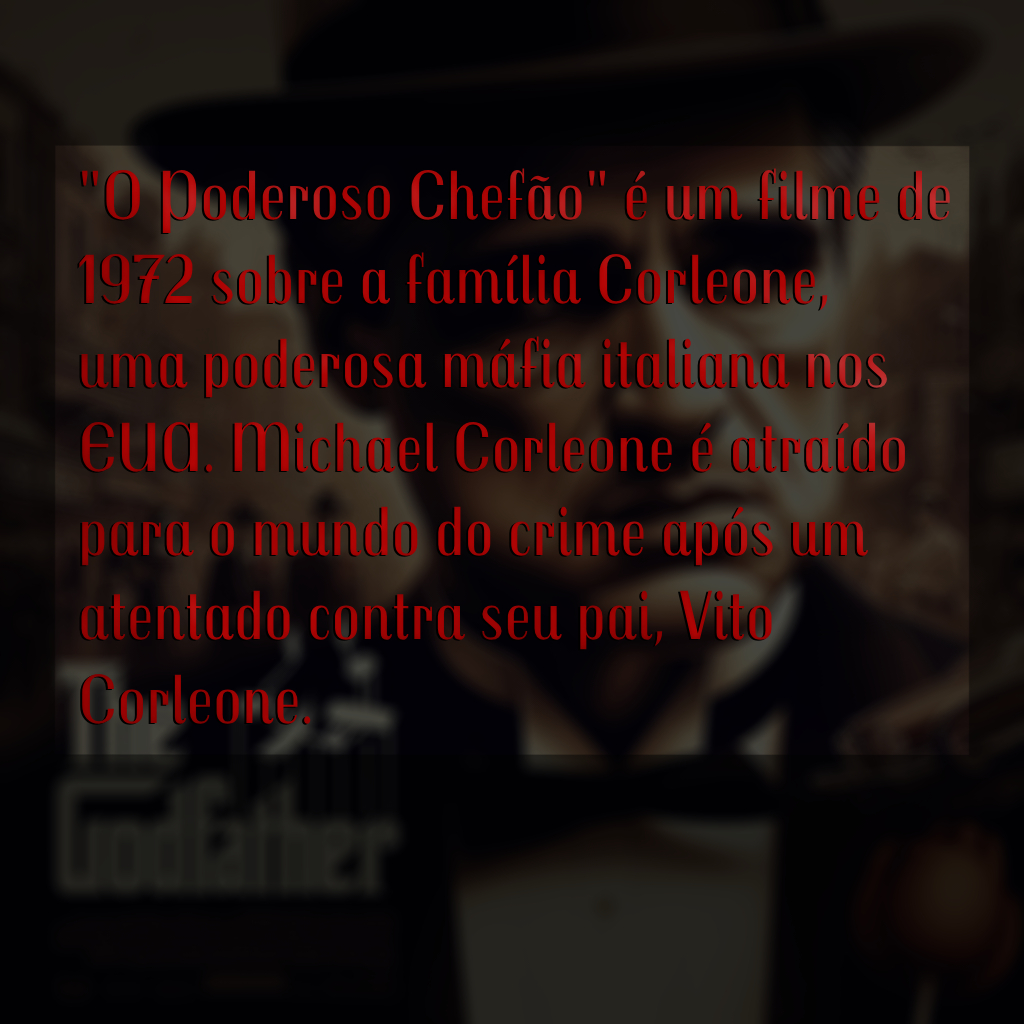 "O Poderoso Chefão" é um filme de
1972 sobre a família Corleone,
uma poderosa máfia italiana nos
EUA. Michael Corleone é atraído
para o mundo do crime após um
atentado contra seu pai, Vito
Corleone.
The
Godfather